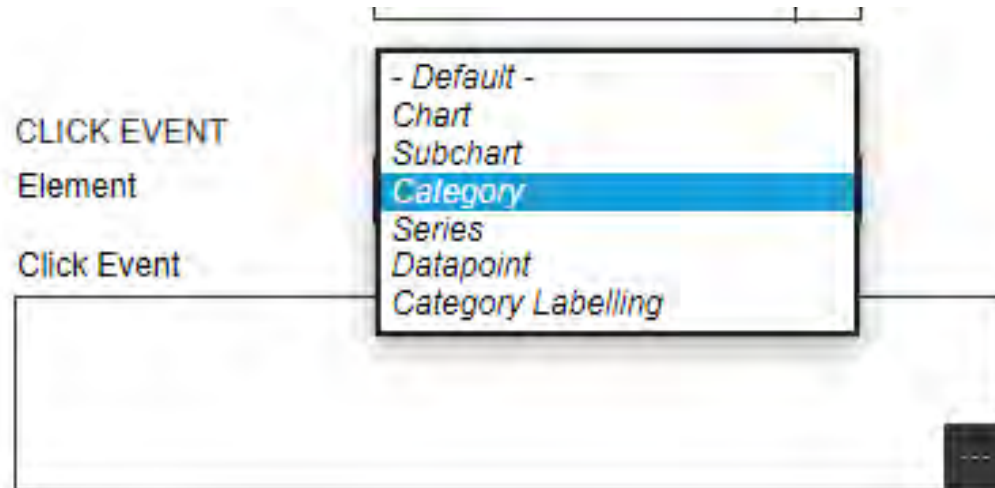 - Default -
Chart
CLICK EVENT
Subchart
Element
Category
Series
Click Event
Datapoint
Category Labelling
...